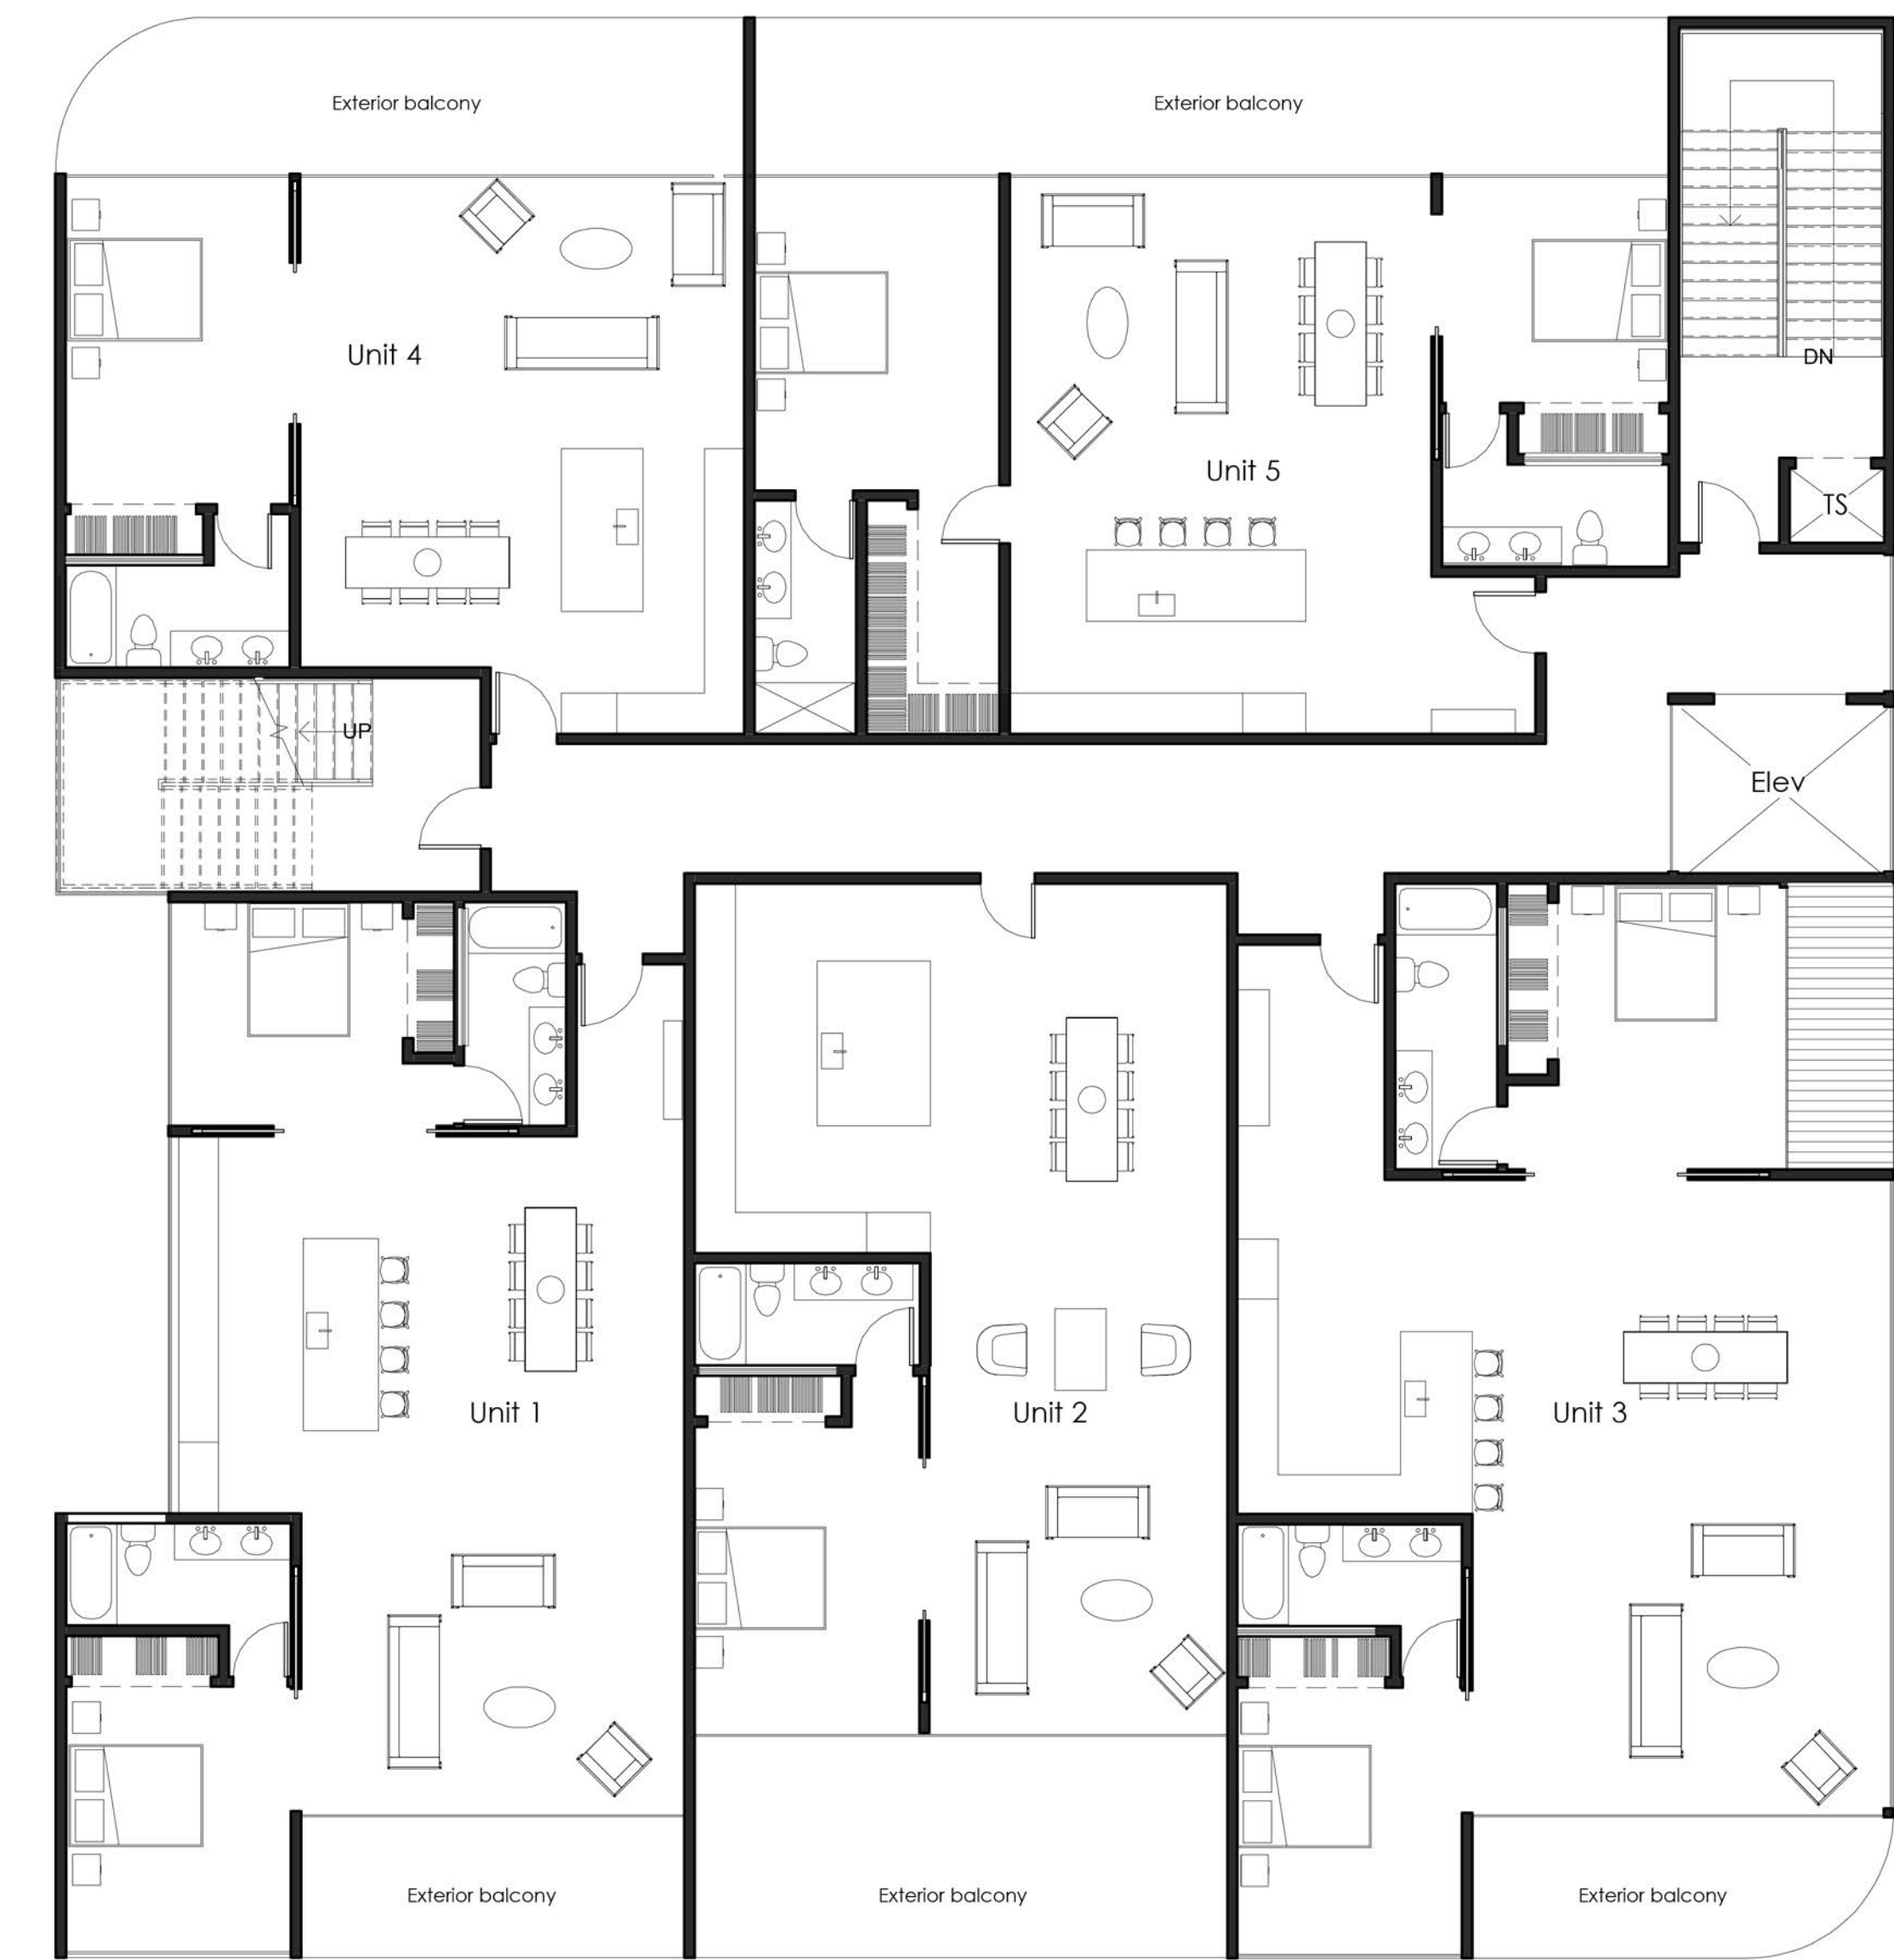 Exterior balcony
Exterior balcony
Unit 4
DN
Unit 5
TS
UP
Elev
Unit 1
Unit 2
Unit 3
Exterior balcony
Exterior balcony
Exterior balcony